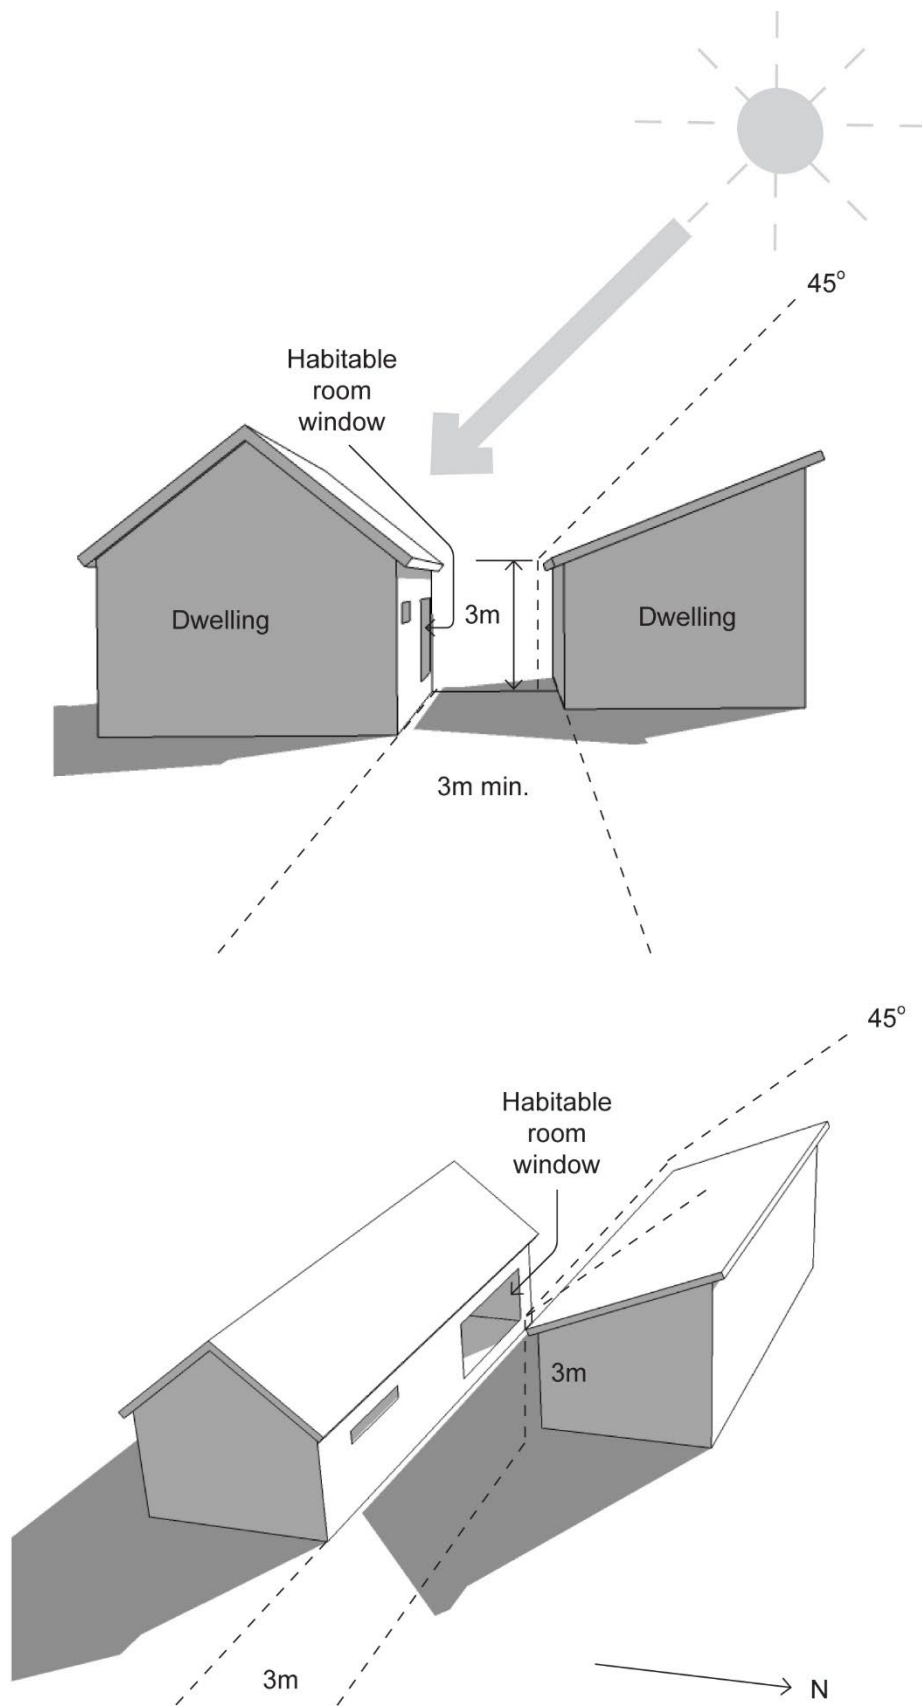 45°
Habitable
room
window
3m
Dwelling
Dwelling
3m min.
45°
Habitable
room
window
3m
3m
N